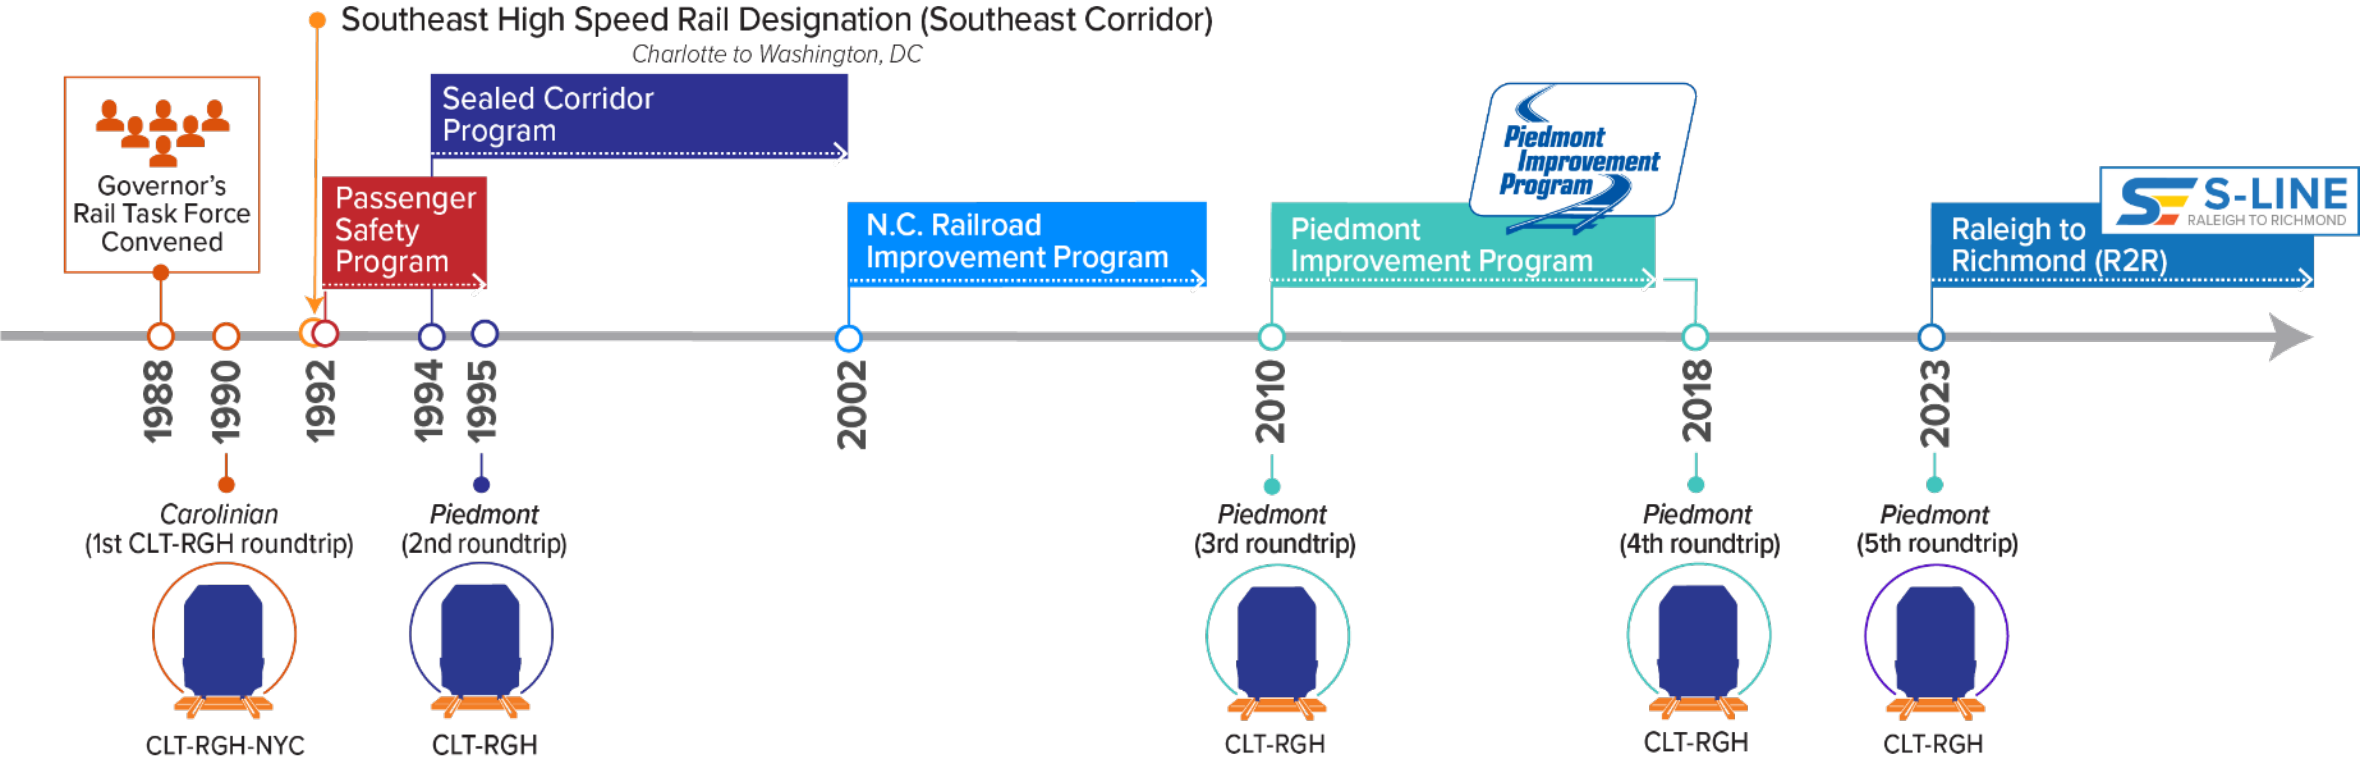 Southeast High Speed Rail Designation (Southeast Corridor)
Charlotte to Washington, DC
Governor's
Rail Task Force
Convened
Passenger
Safety
Program
Sealed Corridor
Program
N.C. Railroad
Improvement Program
Piedmont
Improvement Program
Piedmont
Improvement
Program
Raleigh to
Richmond (R2R)
S-LINE
RALEIGH TO RICHMOND
1988
1990
1992
1994
1995
2002
2010
2018
2023
Carolinian
(1st CLT-RGH roundtrip)
CLT-RGH-NYC
Piedmont
(2nd roundtrip)
CLT-RGH
Piedmont
(3rd roundtrip)
CLT-RGH
Piedmont
(4th roundtrip)
CLT-RGH
Piedmont
(5th roundtrip)
CLT-RGH